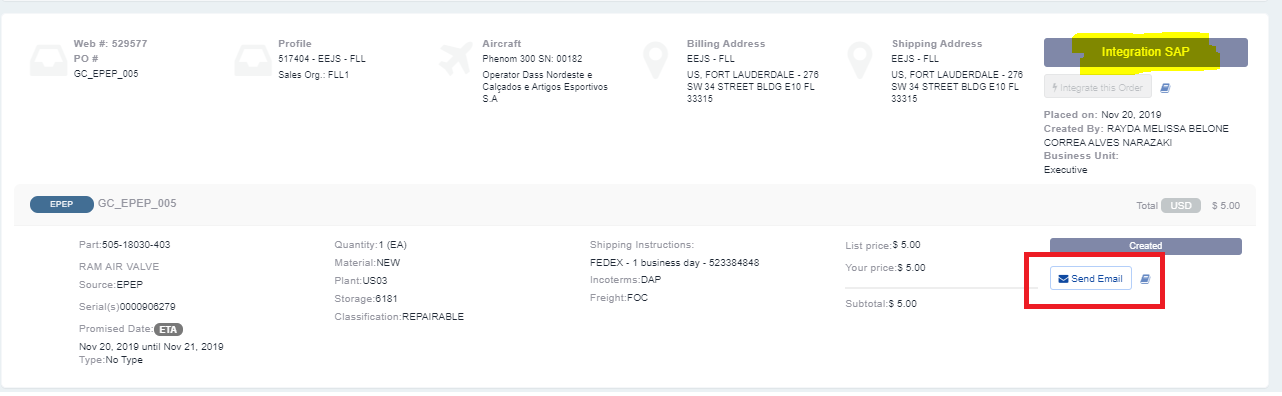 Web #: 529577
PO #
GC_EPEP_005
Profile
517404 - EEJS - FLL
Sales Org.: FLL1
Aircraft
Phenom 300 SN: 00182
Operator Dass Nordeste e
Calçados e Artigos Esportivos
S.A
Billing Address
EEJS - FLL
US, FORT LAUDERDALE - 276
SW 34 STREET BLDG E10 FL
33315
Shipping Address
EEJS - FLL
US, FORT LAUDERDALE - 276
SW 34 STREET BLDG E10 FL
33315
Integration SAP
Integrate this Order
Placed on: Nov 20, 2019
Created By: RAYDA MELISSA BELONE
CORREA ALVES NARAZAKI
Business Unit:
Executive
EPEP GC_EPEP_005
Total USD $ 5.00
Part:505-18030-403
RAM AIR VALVE
Source:EPEP
Serial(s)0000906279
Promised Date: ETA
Nov 20, 2019 until Nov 21, 2019
Type:No Type
Quantity:1 (EA)
Material:NEW
Plant:US03
Storage:6181
Classification:REPAIRABLE
Shipping Instructions:
FEDEX - 1 business day - 523384848
Incoterms:DAP
Freight:FOC
List price:$ 5.00
Your price:$ 5.00
Subtotal:$ 5.00
Created
Send Email